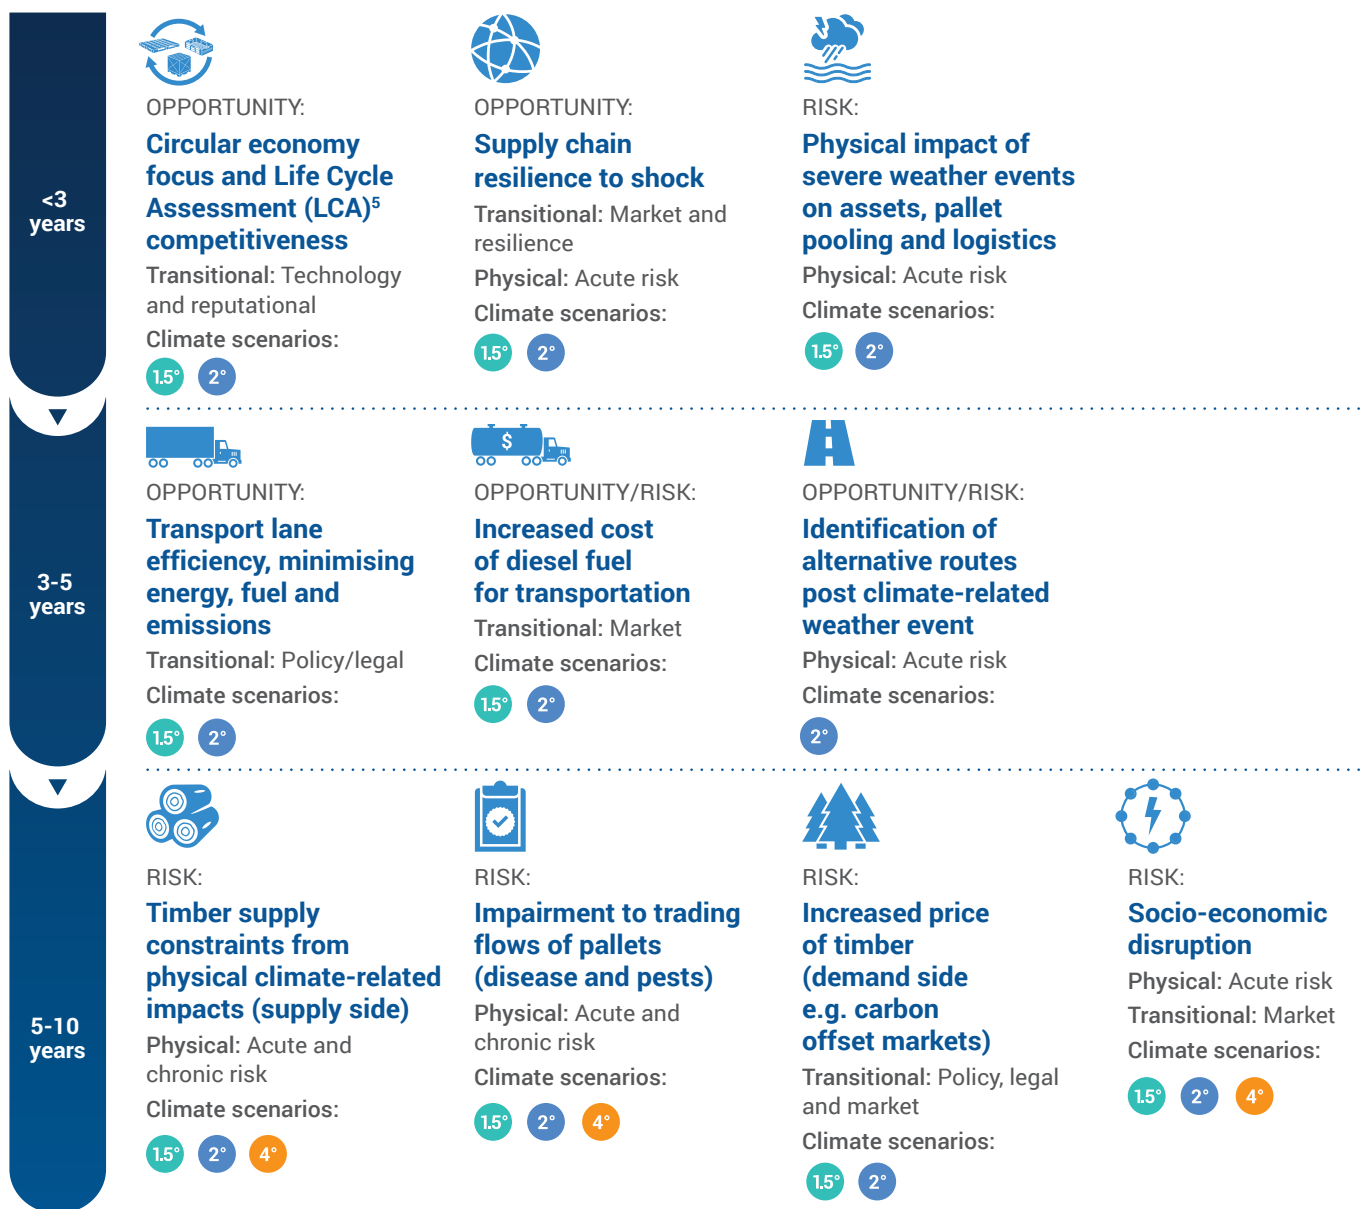 <3
years
OPPORTUNITY:
Circular economy
focus and Life Cycle
Assessment (LCA)5
competitiveness
Transitional: Technology
and reputational
Climate scenarios:
1.5° 2°
OPPORTUNITY:
Supply chain
resilience to shock
Transitional: Market and
resilience
Physical: Acute risk
Climate scenarios:
1.5° 2°
RISK:
Physical impact of
severe weather events
on assets, pallet
pooling and logistics
Physical: Acute risk
Climate scenarios:
1.5° 2°
3-5
years
OPPORTUNITY:
Transport lane
efficiency, minimising
energy, fuel and
emissions
Transitional: Policy/legal
Climate scenarios:
1.5° 2°
$
OPPORTUNITY/RISK:
Increased cost
of diesel fuel
for transportation
Transitional: Market
Climate scenarios:
1.5° 2°
OPPORTUNITY/RISK:
Identification of
alternative routes
post climate-related
weather event
Physical: Acute risk
Climate scenarios:
2°
5-10
years
RISK:
Timber supply
constraints from
physical climate-related
impacts (supply side)
Physical: Acute and
chronic risk
Climate scenarios:
1.5° 2° 4°
RISK:
Impairment to trading
flows of pallets
(disease and pests)
Physical: Acute and
chronic risk
Climate scenarios:
1.5° 2° 4°
RISK:
Increased price
of timber
(demand side
e.g. carbon
offset markets)
Transitional: Policy, legal
and market
Climate scenarios:
1.5° 2°
RISK:
Socio-economic
disruption
Physical: Acute risk
Transitional: Market
Climate scenarios:
1.5° 2° 4°